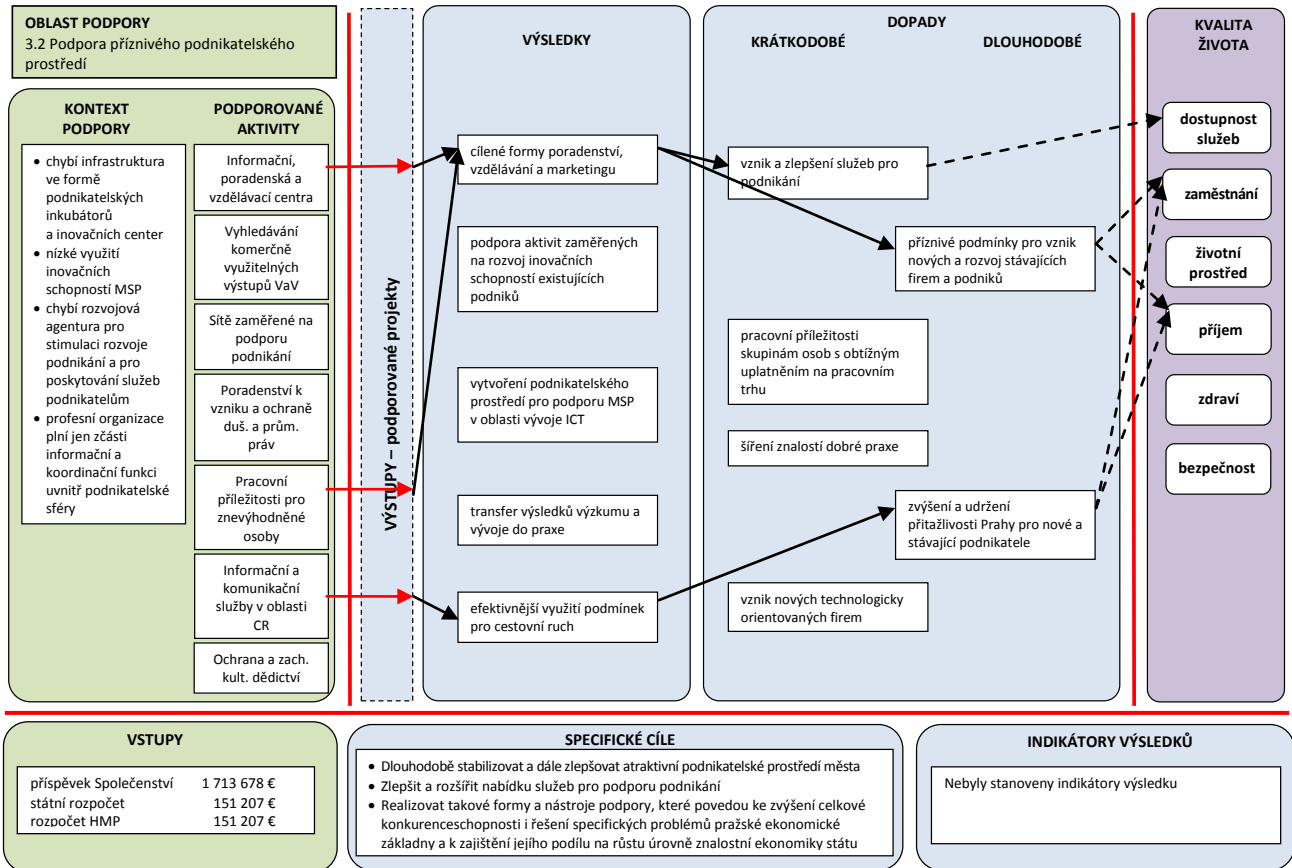 OBLAST PODPORY
3.2 Podpora příznivého podnikatelského
prostředí
KONTEXT
PODPORY
• chybí infrastruktura
ve formě
podnikatelských
inkubátorů
a inovačních center
• nízké využití
inovačních
schopností MSP
• chybí rozvojová
agentura pro
stimulaci rozvoje
podnikání a pro
poskytování služeb
podnikatelům
• profesní organizace
plní jen zčásti
informační a
koordinační funkci
uvnitř podnikatelské
sféry
PODPOROVANÉ
AKTIVITY
Informační,
poradenská a
vzdělávací centra
Vyhledávání
komerčně
využitelných
výstupů VaV
Sítě zaměřené na
podporu
podnikání
Poradenství k
vzniku a ochraně
duš. a prům.
práv
Pracovní
příležitosti pro
znevýhodněné
osoby
Informační a
komunikační
služby v oblasti
CR
Ochrana a zach.
kult. dědictví
VÝSTUPY – podporované projekty
VÝSLEDKY
cílené formy poradenství,
vzdělávání a marketingu
podpora aktivit zaměřených
na rozvoj inovačních
schopností existujících
podniků
vytvoření podnikatelského
prostředí pro podporu MSP
v oblasti vývoje ICT
transfer výsledků výzkumu a
vývoje do praxe
efektivnější využití podmínek
pro cestovní ruch
DOPADY
KRÁTKODOBÉ
DLOUHODOBÉ
vznik a zlepšení služeb pro
podnikání
příznivé podmínky pro vznik
nových a rozvoj stávajících
firem a podniků
pracovní příležitosti
skupinám osob s obtížným
uplatněním na pracovním
trhu
šíření znalostí dobré praxe
zvýšení a udržení
přitažlivosti Prahy pro nové a
stávající podnikatele
vznik nových technologicky
orientovaných firem
KVALITA
ŽIVOTA
dostupnost
služeb
zaměstnání
životní
prostřed
příjem
zdraví
bezpečnost
VSTUPY
příspěvek Společenství 1 713 678 €
státní rozpočet 151 207 €
rozpočet HMP 151 207 €
SPECIFICKÉ CÍLE
• Dlouhodobě stabilizovat a dále zlepšovat atraktivní podnikatelské prostředí města
• Zlepšit a rozšířit nabídku služeb pro podporu podnikání
• Realizovat takové formy a nástroje podpory, které povedou ke zvýšení celkové
konkurenceschopnosti i řešení specifických problémů pražské ekonomické
základny a k zajištění jejího podílu na růstu úrovně znalostní ekonomiky státu
INDIKÁTORY VÝSLEDKŮ
Nebyly stanoveny indikátory výsledku